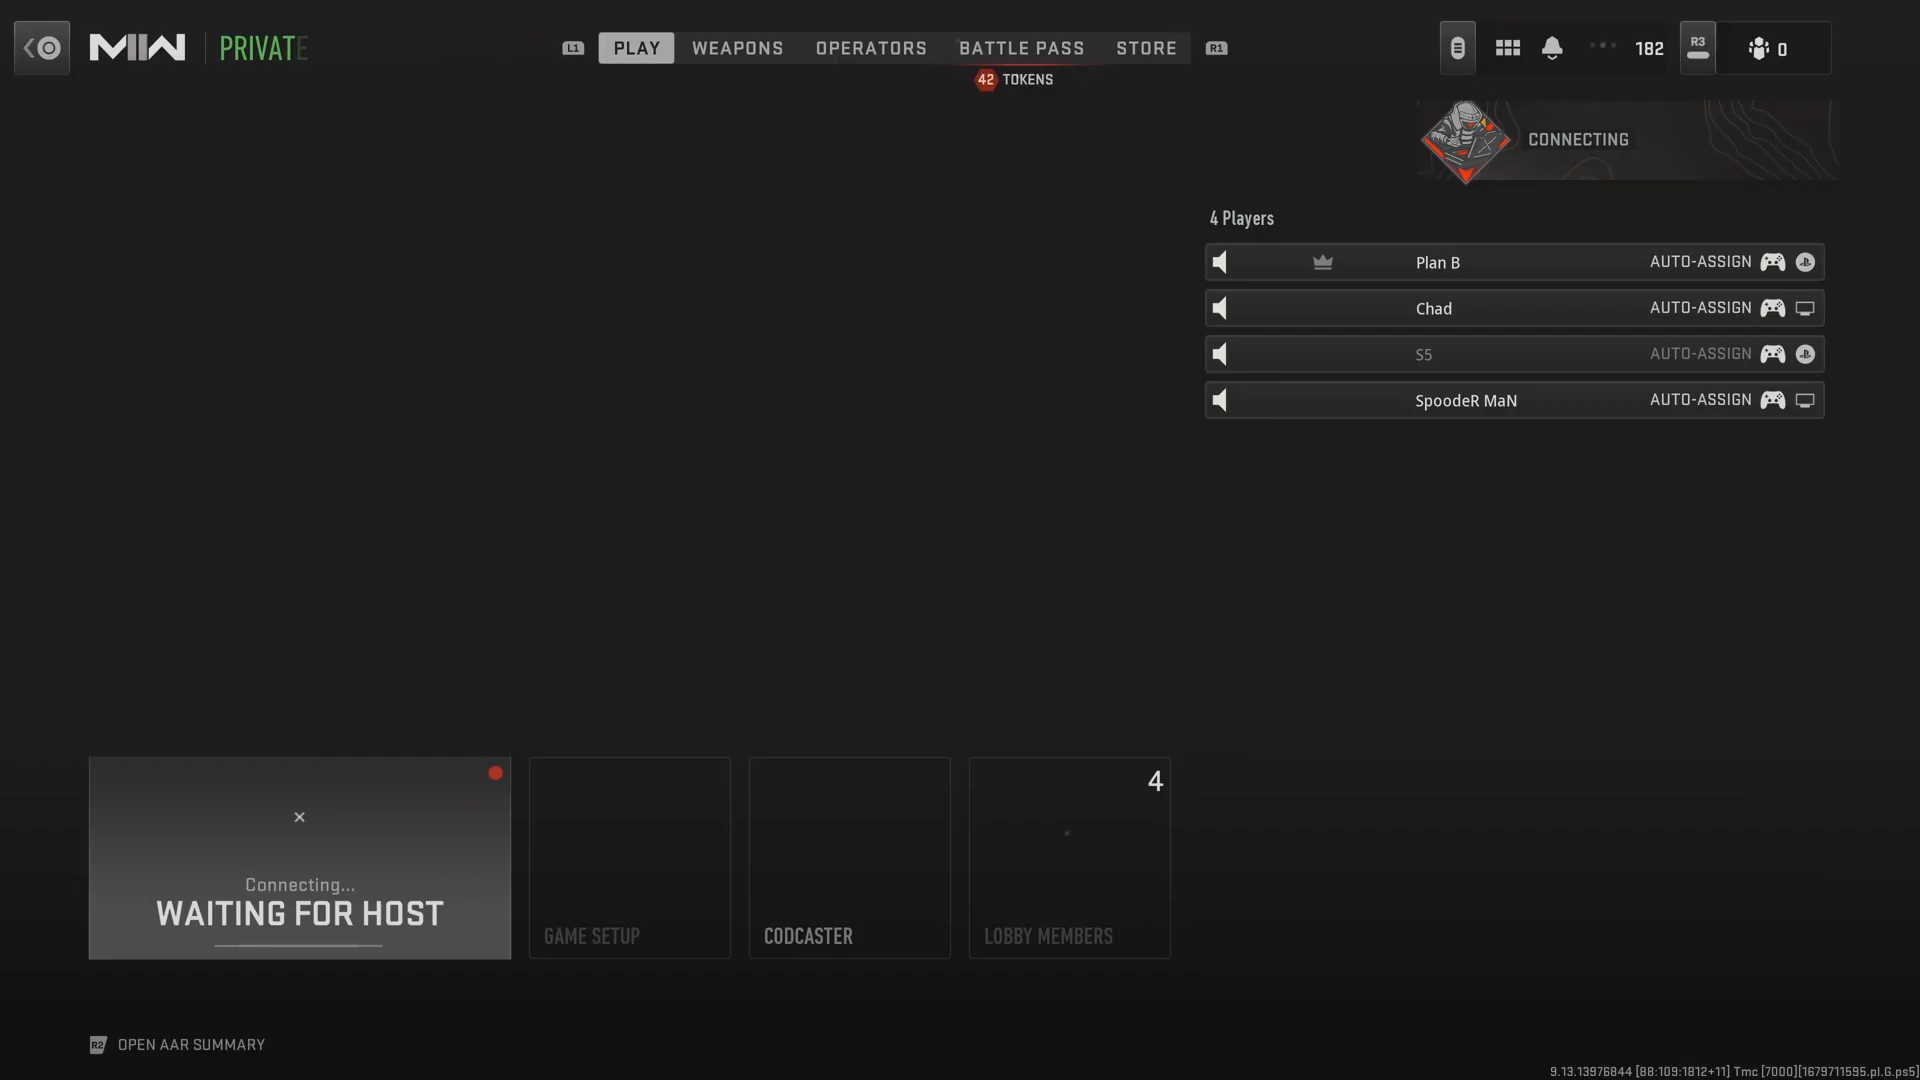 MW PRIVATE
L1 PLAY WEAPONS OPERATORS BATTLE PASS STORE R1
42 TOKENS
182 R3 0
CONNECTING
4 Players
Plan B AUTO-ASSIGN
Chad AUTO-ASSIGN
S5 AUTO-ASSIGN
SpoodeR MaN AUTO-ASSIGN
4
Connecting...
WAITING FOR HOST
GAME SETUP
CODCASTER
LOBBY MEMBERS
R2 OPEN AAR SUMMARY
9.13.13976844 [88:109:1812+11] Tmc [7000][1679711595.pl.G.ps5]